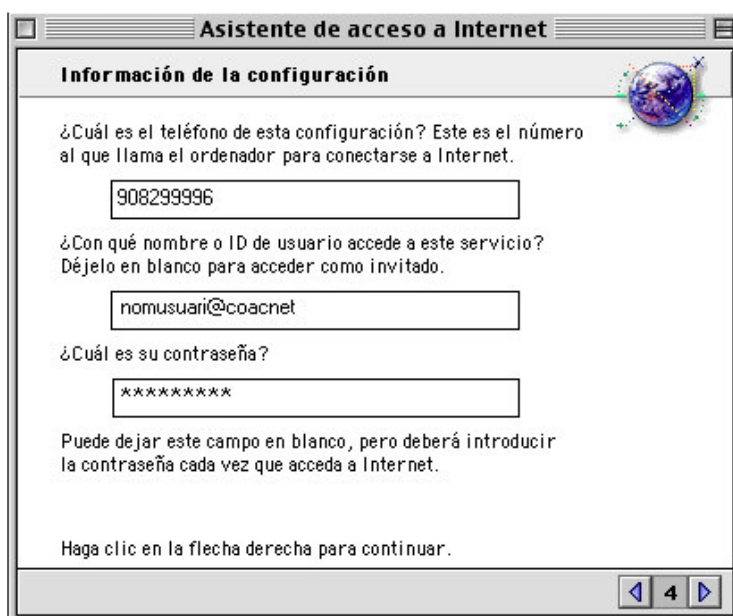 Asistente de acceso a Internet
Información de la configuración
¿Cuál es el teléfono de esta configuración? Este es el número
al que llama el ordenador para conectarse a Internet.
908299996
¿Con qué nombre o ID de usuario accede a este servicio?
Déjelo en blanco para acceder como invitado.
nomusuari@coacnet
¿Cuál es su contraseña?
*********
Puede dejar este campo en blanco, pero deberá introducir
la contraseña cada vez que acceda a Internet.
Haga clic en la flecha derecha para continuar.
4